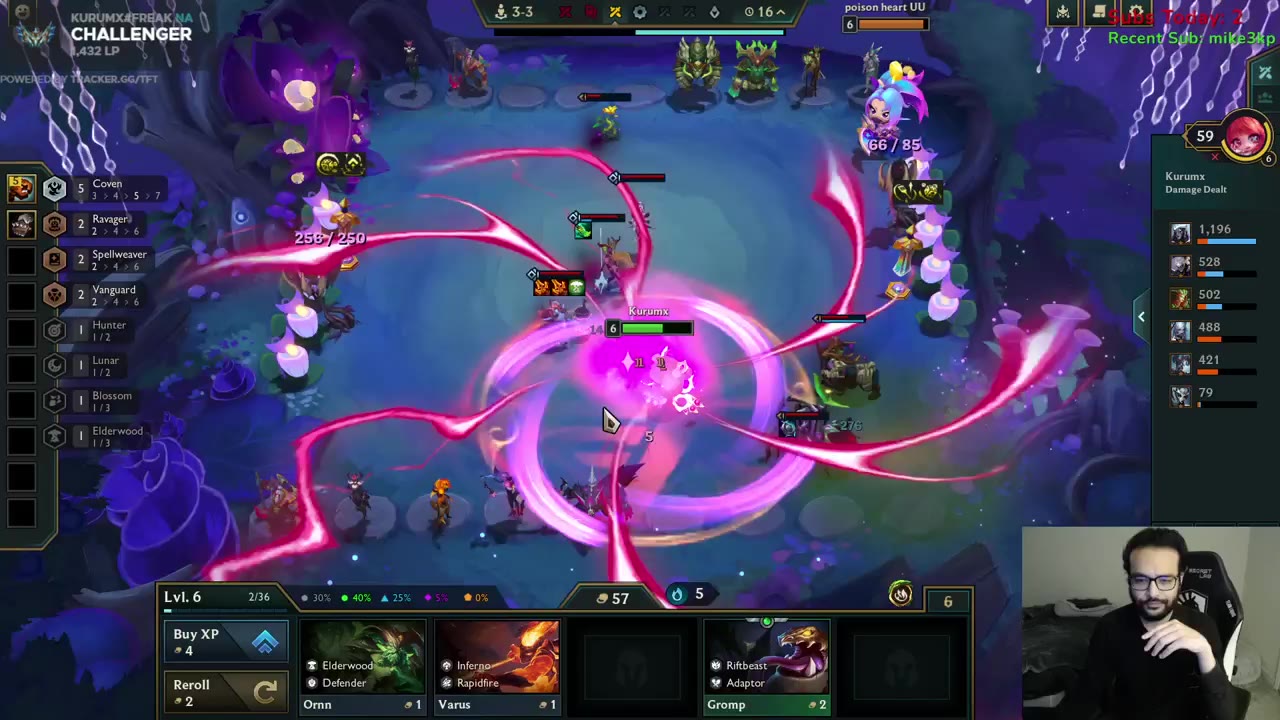 KURUMX#FREAK NA
CHALLENGER
1,432 LP
POWERED BY TRACKER.GG/TFT
3-3
16
poison heart UU
6
Subs Today: 2
Recent Sub: mike3kp
66 / 85
59
6
Kurumx
Damage Dealt
1,196
528
502
488
421
79
5
Coven
3 > 4 > 5 > 7
2
Ravager
2 > 4 > 6
2
Spellweaver
2 > 4 > 6
2
Vanguard
2 > 4 > 6
1
Hunter
1 / 2
1
Lunar
1 / 2
1
Blossom
1 / 3
1
Elderwood
1 / 3
256 / 250
Kurumx
6
276
5
Lvl. 6
2/36
30%
40%
25%
5%
0%
57
5
6
Buy XP
4
Reroll
2
Elderwood
Defender
Ornn
1
Inferno
Rapidfire
Varus
1
Riftbeast
Adaptor
Gromp
2